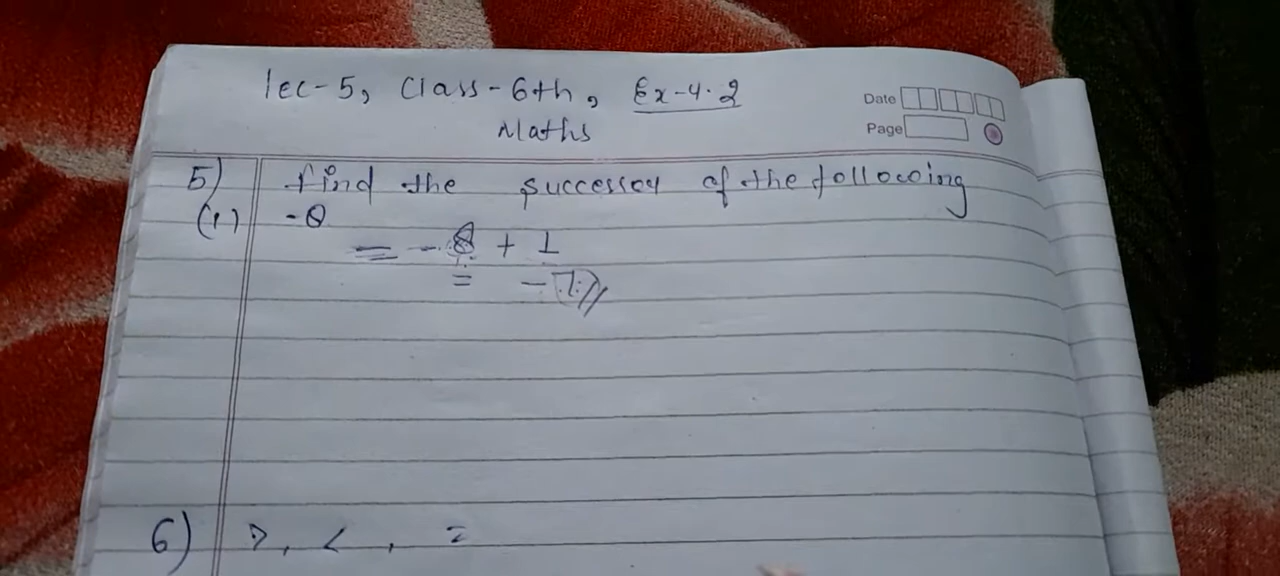 lec-5, Class-6th, Ex-4.2
Maths
Date
Page
5) find the successor of the following
(1) -8
= -8 + 1
= -7
6) >, <, =